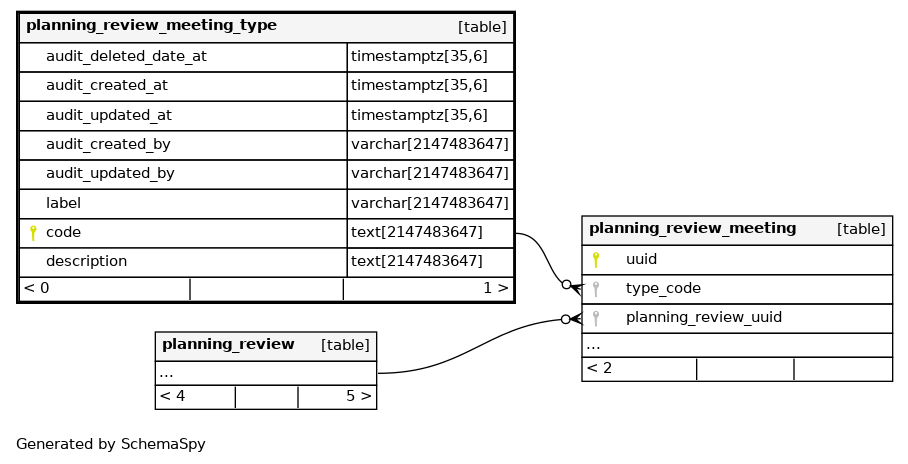 planning_review_meeting_type [table]
audit_deleted_date_at timestamptz[35,6]
audit_created_at timestamptz[35,6]
audit_updated_at timestamptz[35,6]
audit_created_by varchar[2147483647]
audit_updated_by varchar[2147483647]
label varchar[2147483647]
code text[2147483647]
description text[2147483647]
< 0 1 >
planning_review_meeting [table]
uuid
type_code
planning_review_uuid
...
< 2
planning_review [table]
...
< 4 5 >
Generated by SchemaSpy